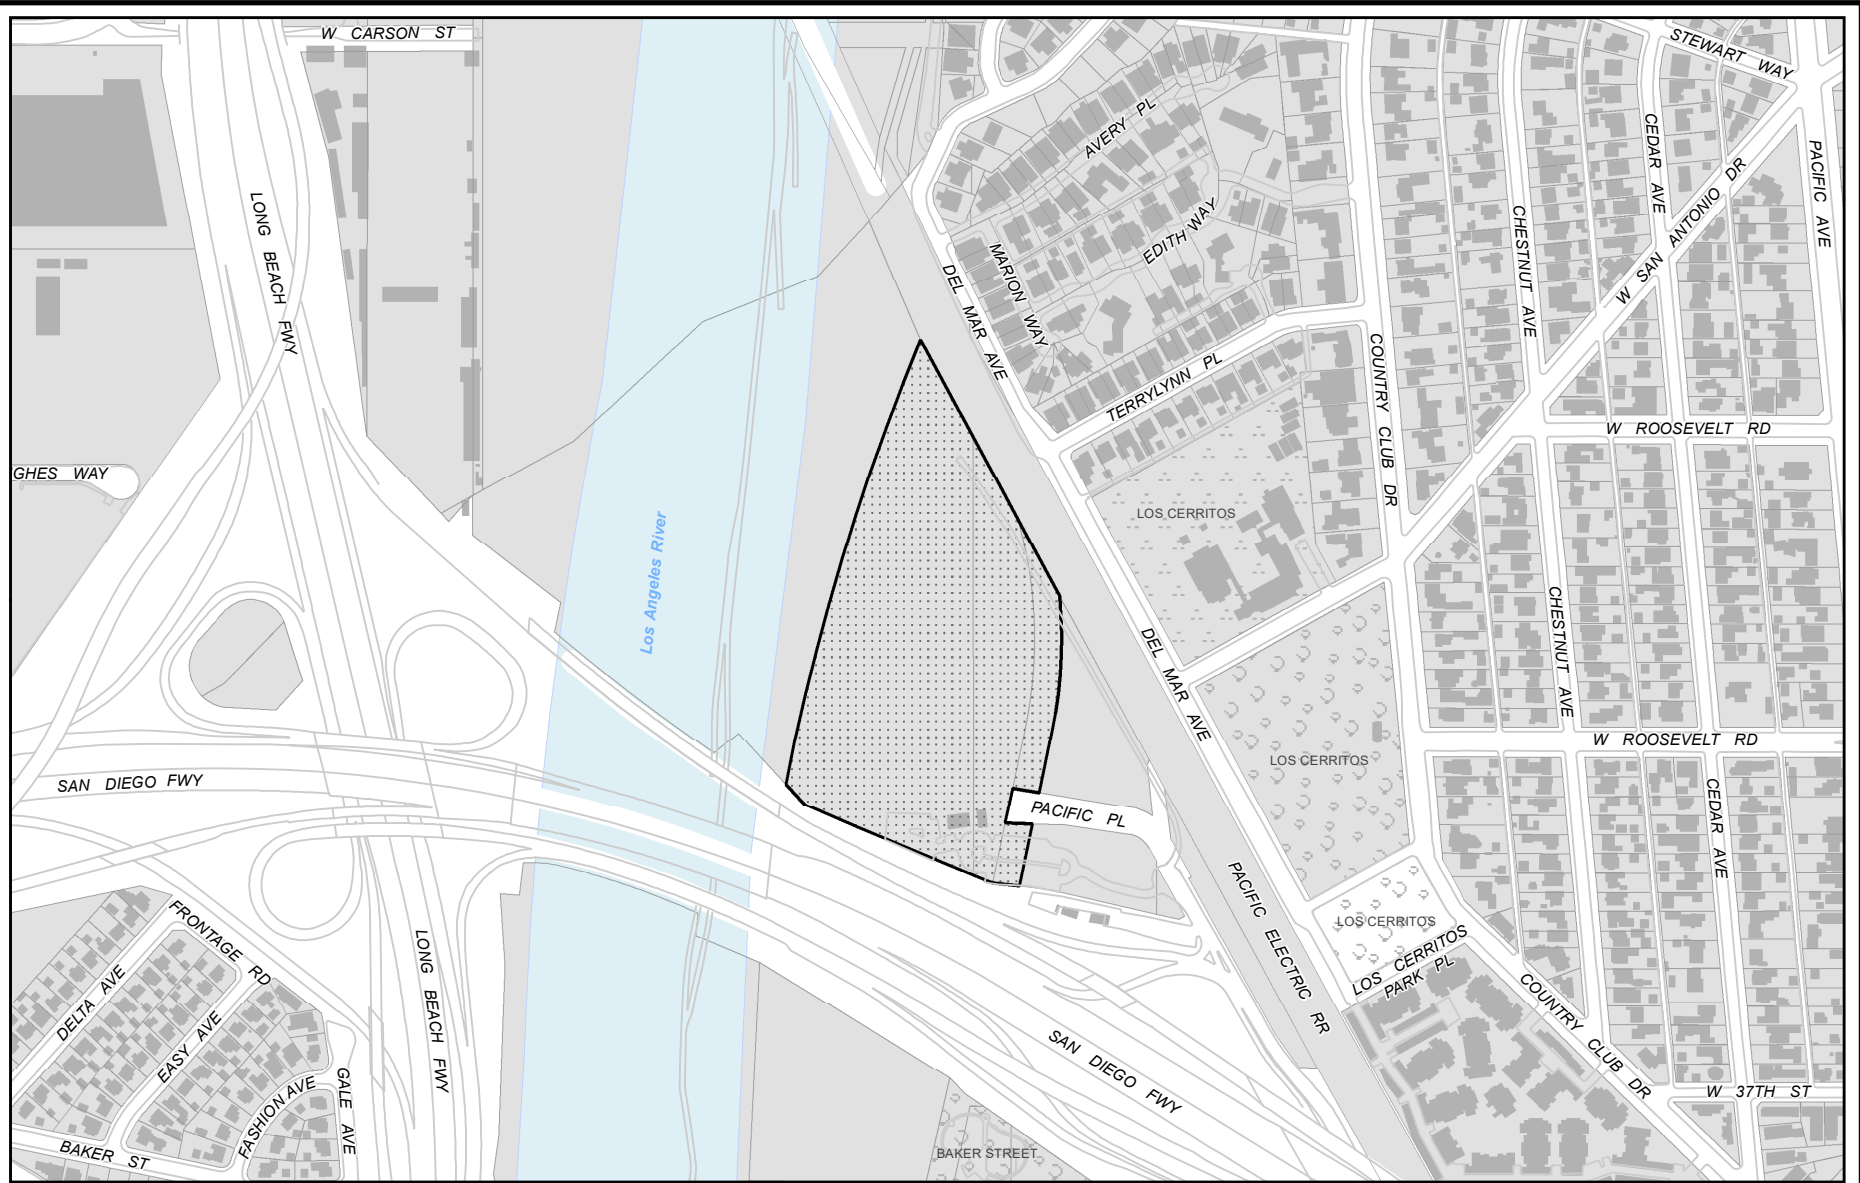 W CARSON ST
STEWART WAY
AVERY PL
CEDAR AVE
PACIFIC AVE
LONG BEACH FWY
CHESTNUT AVE
W SAN ANTONIO DR
EDITH WAY
MARION WAY
DEL MAR AVE
TERRYLYNN PL
COUNTRY CLUB DR
W ROOSEVELT RD
GHES WAY
LOS CERRITOS
Los Angeles River
CHESTNUT AVE
DEL MAR AVE
W ROOSEVELT RD
LOS CERRITOS
SAN DIEGO FWY
PACIFIC PL
CEDAR AVE
PACIFIC ELECTRIC RR
LOS CERRITOS
FRONTAGE RD
LONG BEACH FWY
LOS CERRITOS
PARK PL
DELTA AVE
EASY AVE
COUNTRY CLUB DR
SAN DIEGO FWY
FASHION AVE
GALE AVE
W 37TH ST
BAKER ST
BAKER STREET